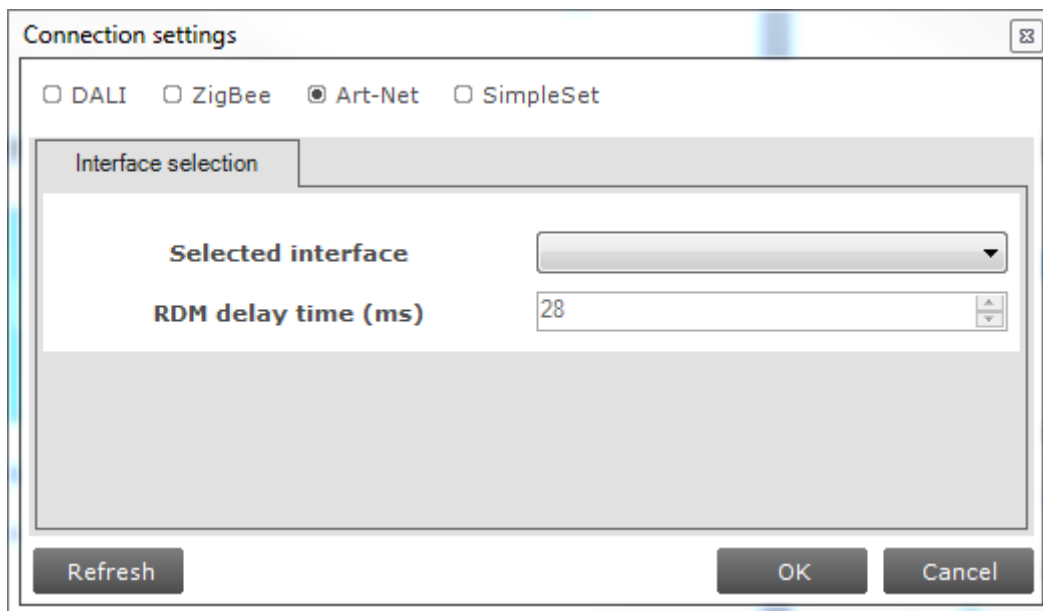 Connection settings
DALI ZigBee Art-Net SimpleSet
Interface selection
Selected interface
RDM delay time (ms) 28
Refresh OK Cancel